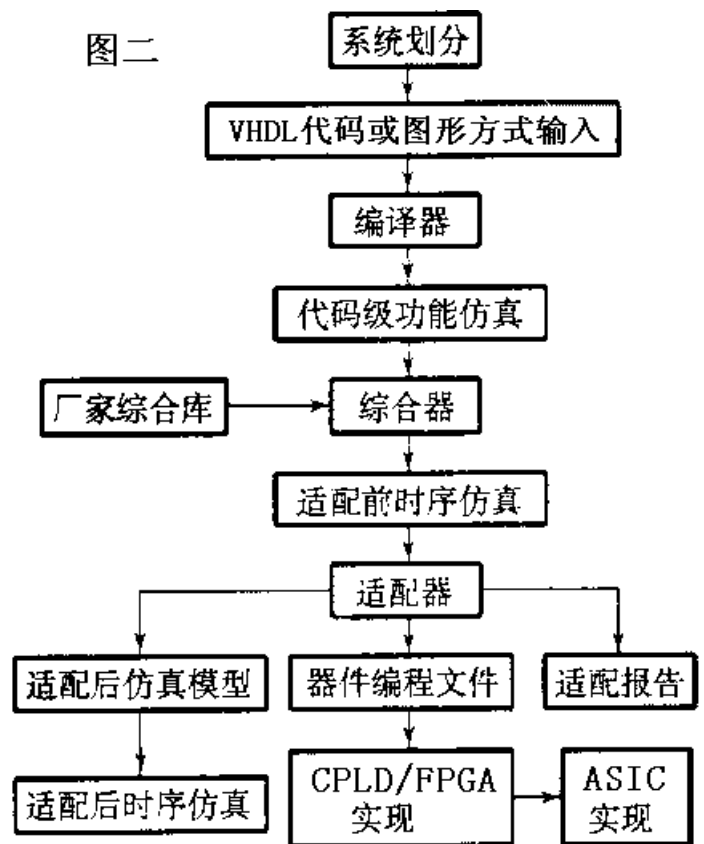 图二
系统划分
VHDL代码或图形方式输入
编译器
代码级功能仿真
厂家综合库
综合器
适配前时序仿真
适配器
适配后仿真模型
器件编程文件
适配报告
适配后时序仿真
CPLD/FPGA
实现
ASIC
实现